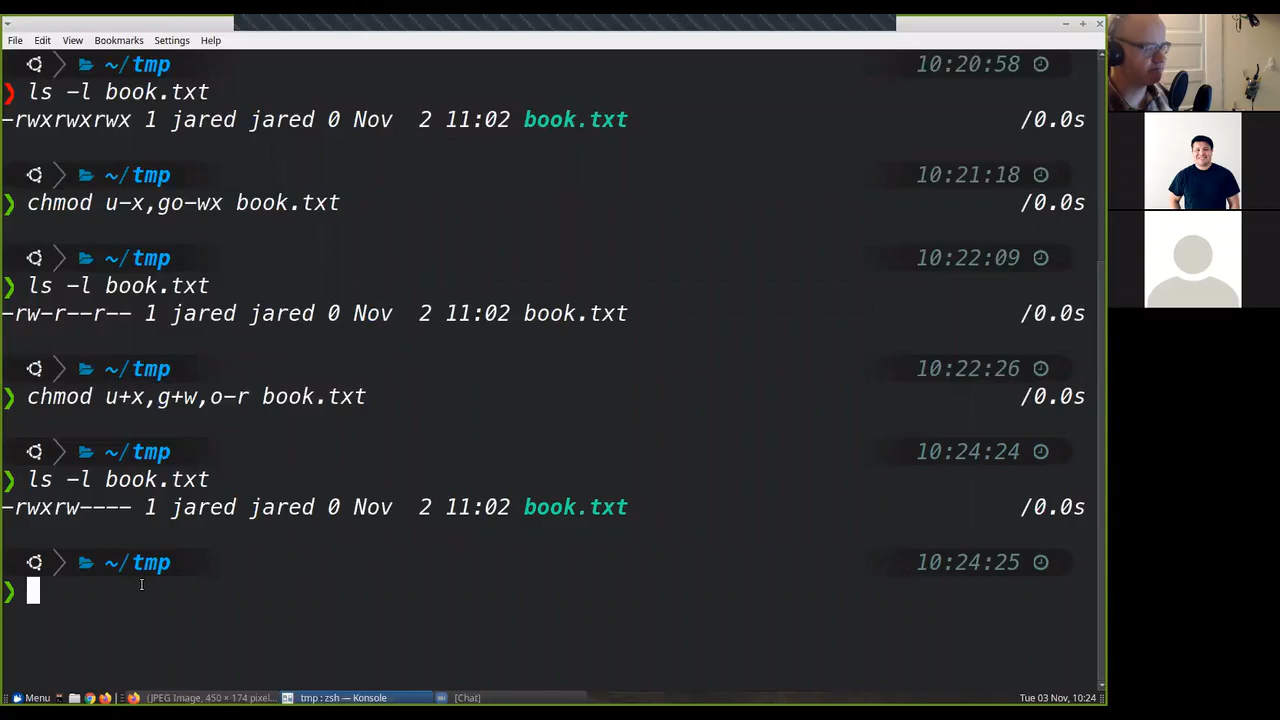 File Edit View Bookmarks Settings Help
~/tmp 10:20:58
❯ ls -l book.txt
-rwxrwxrwx 1 jared jared 0 Nov  2 11:02 book.txt /0.0s
~/tmp 10:21:18
❯ chmod u-x,go-wx book.txt /0.0s
~/tmp 10:22:09
❯ ls -l book.txt
-rw-r--r-- 1 jared jared 0 Nov  2 11:02 book.txt /0.0s
~/tmp 10:22:26
❯ chmod u+x,g+w,o-r book.txt /0.0s
~/tmp 10:24:24
❯ ls -l book.txt
-rwxrw---- 1 jared jared 0 Nov  2 11:02 book.txt /0.0s
~/tmp 10:24:25
❯
Menu (JPEG Image, 450 × 174 pixel... tmp : zsh — Konsole [Chat] Tue 03 Nov, 10:24